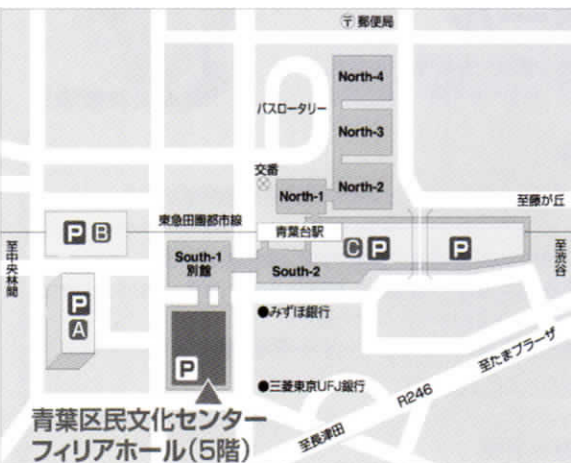 〒郵便局
North-4
バスロータリー
North-3
交番
North-2
North-1
至藤が丘
東急田園都市線
青葉台駅
P B
C P
P
至中央林間
至渋谷
South-1
別館
South-2
P
A
●みずほ銀行
P
●三菱東京UFJ銀行
至たまプラーザ
R246
至長津田
青葉区民文化センター
フィリアホール(5階)